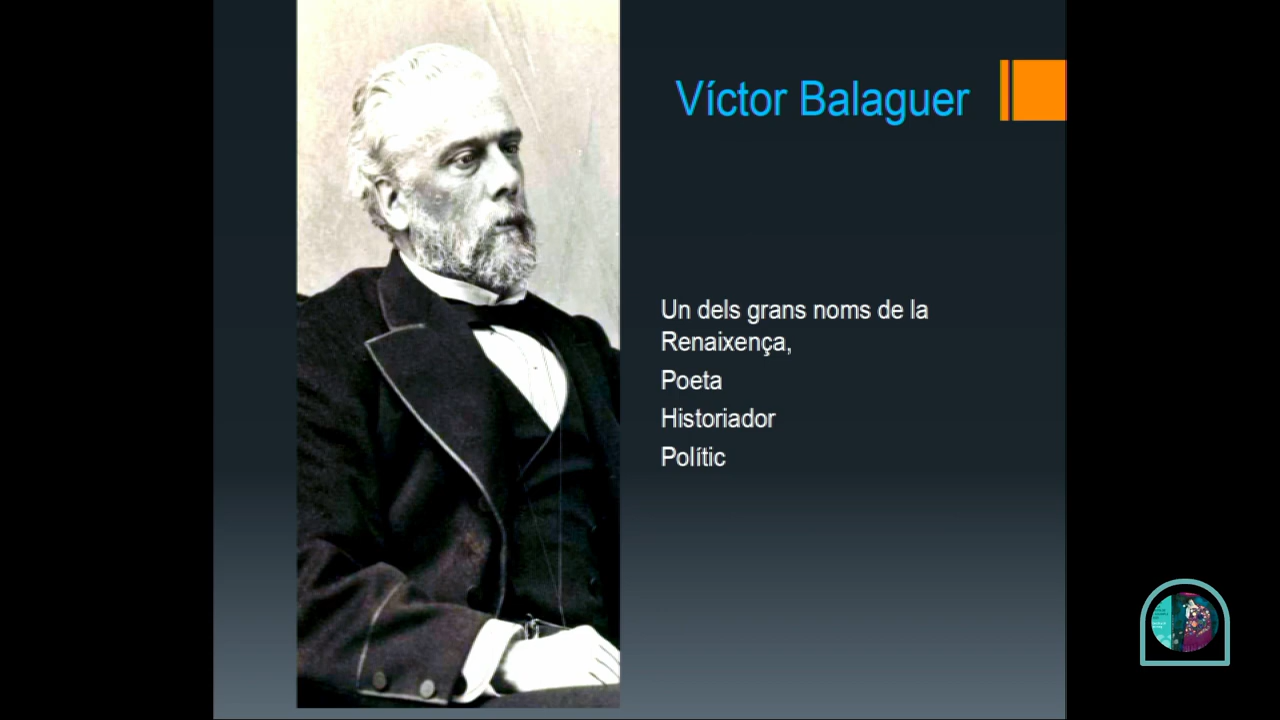 Víctor Balaguer
Un dels grans noms de la
Renaixença,
Poeta
Historiador
Polític